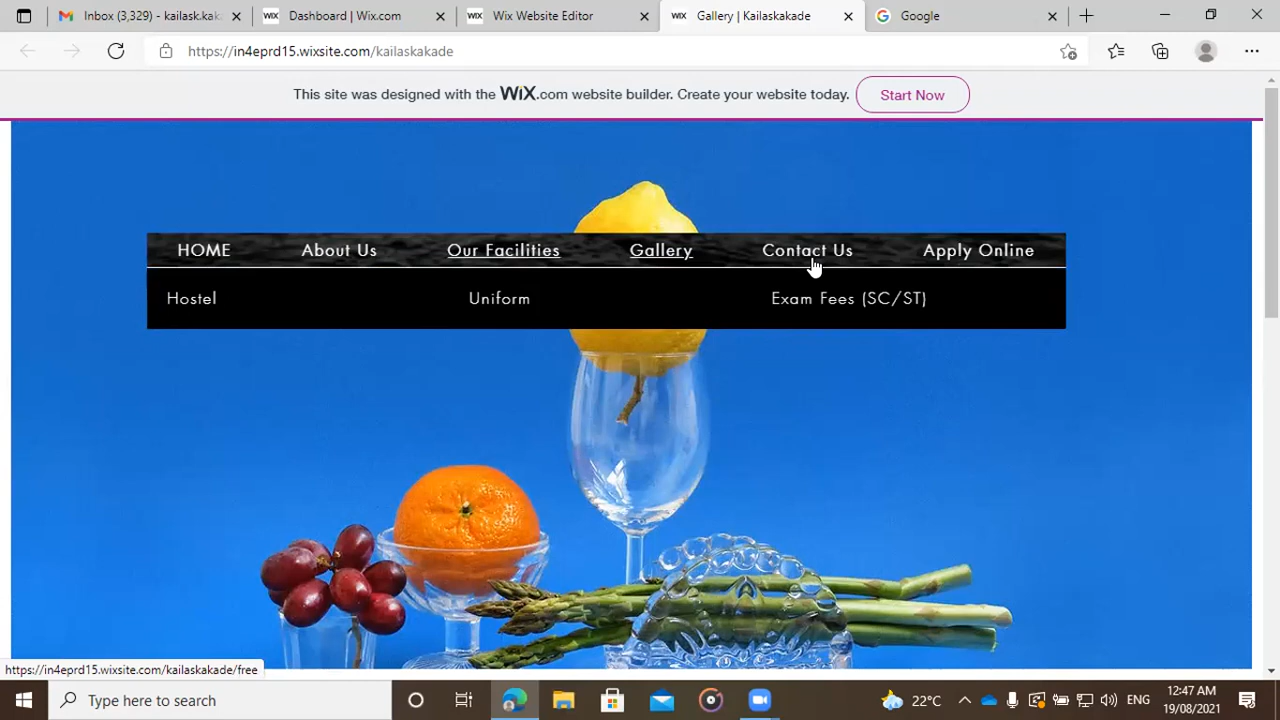 Inbox (3,329) - kailask.kak
Dashboard | Wix.com
WiX Wix Website Editor
WiX Gallery | Kailaskakade
Google
https://in4eprd15.wixsite.com/kailaskakade
This site was designed with the WiX.com website builder. Create your website today. Start Now
HOME About Us Our Facilities Gallery Contact Us Apply Online
Hostel Uniform Exam Fees (SC/ST)
https://in4eprd15.wixsite.com/kailaskakade/free
Type here to search
22°C
ENG
12:47 AM
19/08/2021